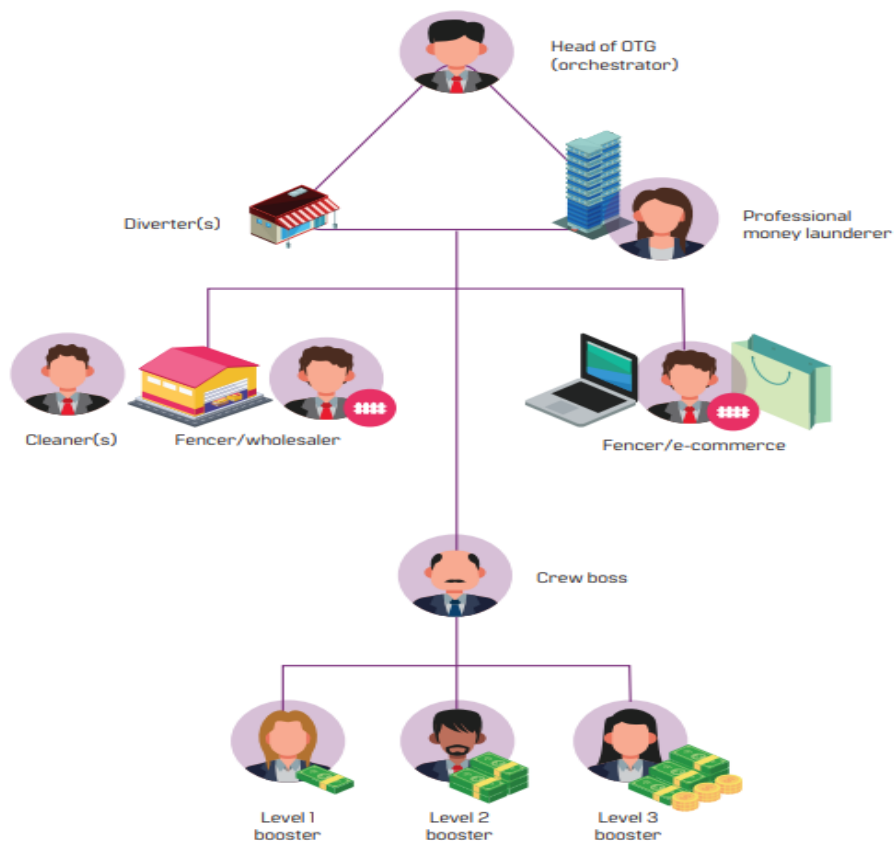 Head of OTG
(orchestrator)
Diverter(s)
Professional
money launderer
Cleaner(s)
Fencer/wholesaler
Fencer/e-commerce
Crew boss
Level 1
booster
Level 2
booster
Level 3
booster